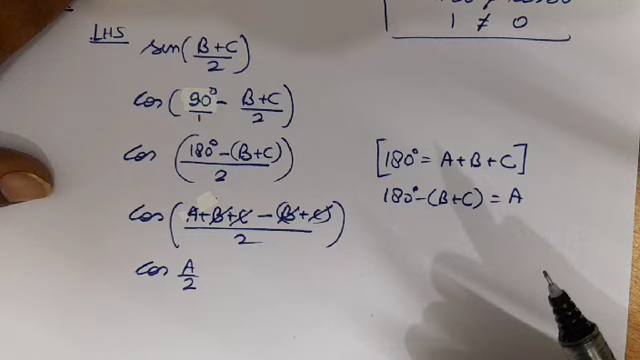 1 ≠ 0
LHS
sin(B+C/2)
cos(90°/1 - B+C/2)
cos(180°-(B+C)/2)
[180° = A+B+C]
180°-(B+C) = A
cos(A+B+C-(B+C)/2)
cos A/2